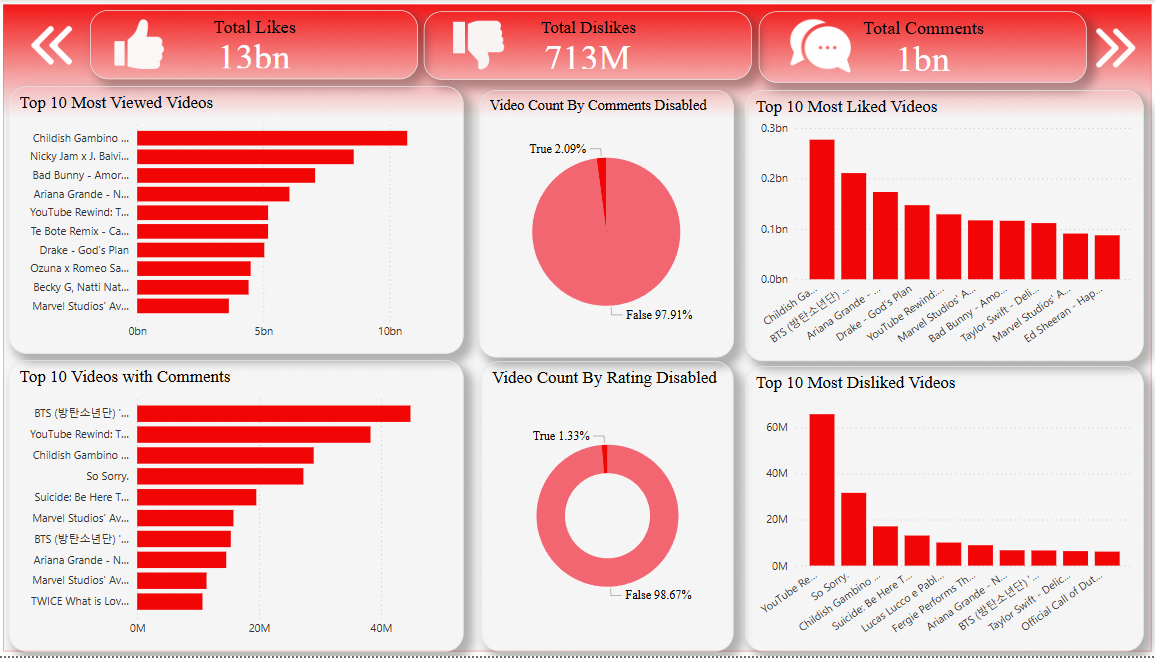 Total Likes
13bn
Total Dislikes
713M
Total Comments
1bn
Top 10 Most Viewed Videos
Childish Gambino ...
Nicky Jam x J. Balvi...
Bad Bunny - Amor...
Ariana Grande - N...
YouTube Rewind: T...
Te Bote Remix - Ca...
Drake - God's Plan
Ozuna x Romeo Sa...
Becky G, Natti Nat...
Marvel Studios' Av...
0bn
5bn
10bn
Video Count By Comments Disabled
True 2.09%
False 97.91%
Top 10 Most Liked Videos
0.3bn
0.2bn
0.1bn
0.0bn
Childish Ga...
BTS (방탄소년단) ...
Ariana Grande - ...
Drake - God's Plan
YouTube Rewind:...
Marvel Studios' A...
Bad Bunny - Amo...
Taylor Swift - Deli...
Marvel Studios' A...
Ed Sheeran - Hap...
Top 10 Videos with Comments
BTS (방탄소년단) '...
YouTube Rewind: T...
Childish Gambino ...
So Sorry.
Suicide: Be Here T...
Marvel Studios' Av...
BTS (방탄소년단) '...
Ariana Grande - N...
Marvel Studios' Av...
TWICE What is Lov...
0M
20M
40M
Video Count By Rating Disabled
True 1.33%
False 98.67%
Top 10 Most Disliked Videos
60M
40M
20M
0M
YouTube Re...
So Sorry.
Childish Gambino ...
Suicide: Be Here T...
Lucas Lucco e Pabl...
Fergie Performs Th...
Ariana Grande - N...
BTS (방탄소년단) '...
Taylor Swift - Delic...
Official Call of Dut...